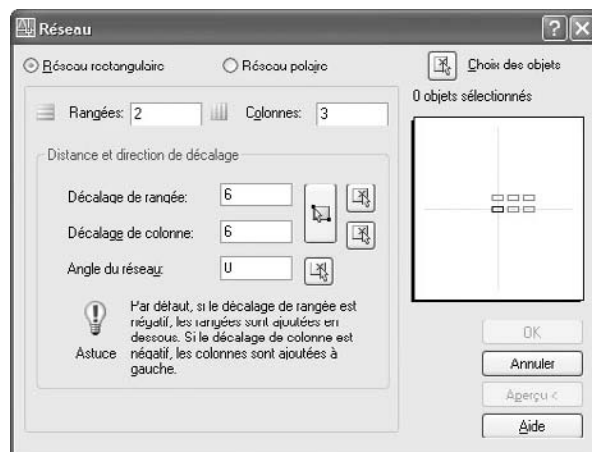 Réseau
Réseau rectangulaire
Réseau polaire
Choix des objets
0 objets sélectionnés
Rangées: 2
Colonnes: 3
Distance et direction de décalage
Décalage de rangée: 6
Décalage de colonne: 6
Angle du réseau: 0
Par défaut, si le décalage de rangée est
négatif, les rangées sont ajoutées en
dessous. Si le décalage de colonne est
négatif, les colonnes sont ajoutées à
gauche.
Astuce
OK
Annuler
Aperçu <
Aide